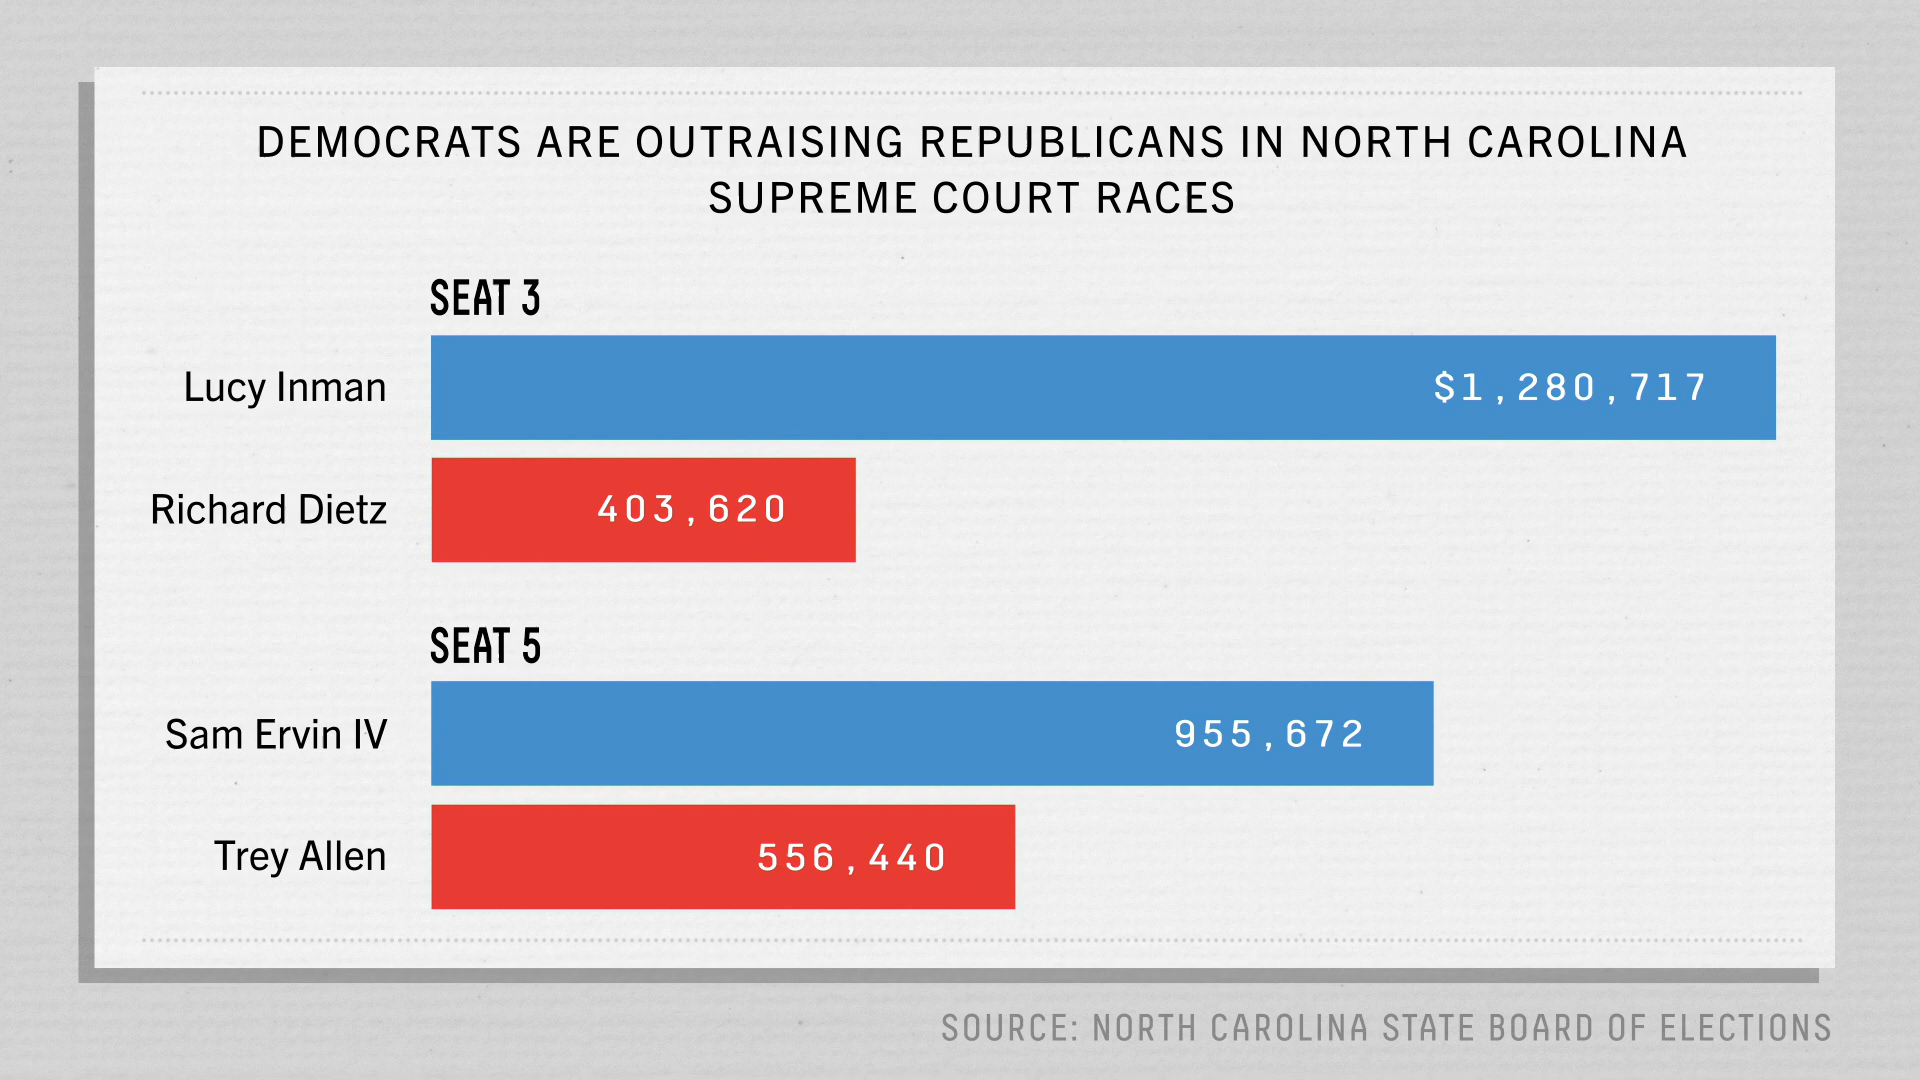 DEMOCRATS ARE OUTRAISING REPUBLICANS IN NORTH CAROLINA
SUPREME COURT RACES
SEAT 3
Lucy Inman $1,280,717
Richard Dietz 403,620
SEAT 5
Sam Ervin IV 955,672
Trey Allen 556,440
SOURCE: NORTH CAROLINA STATE BOARD OF ELECTIONS